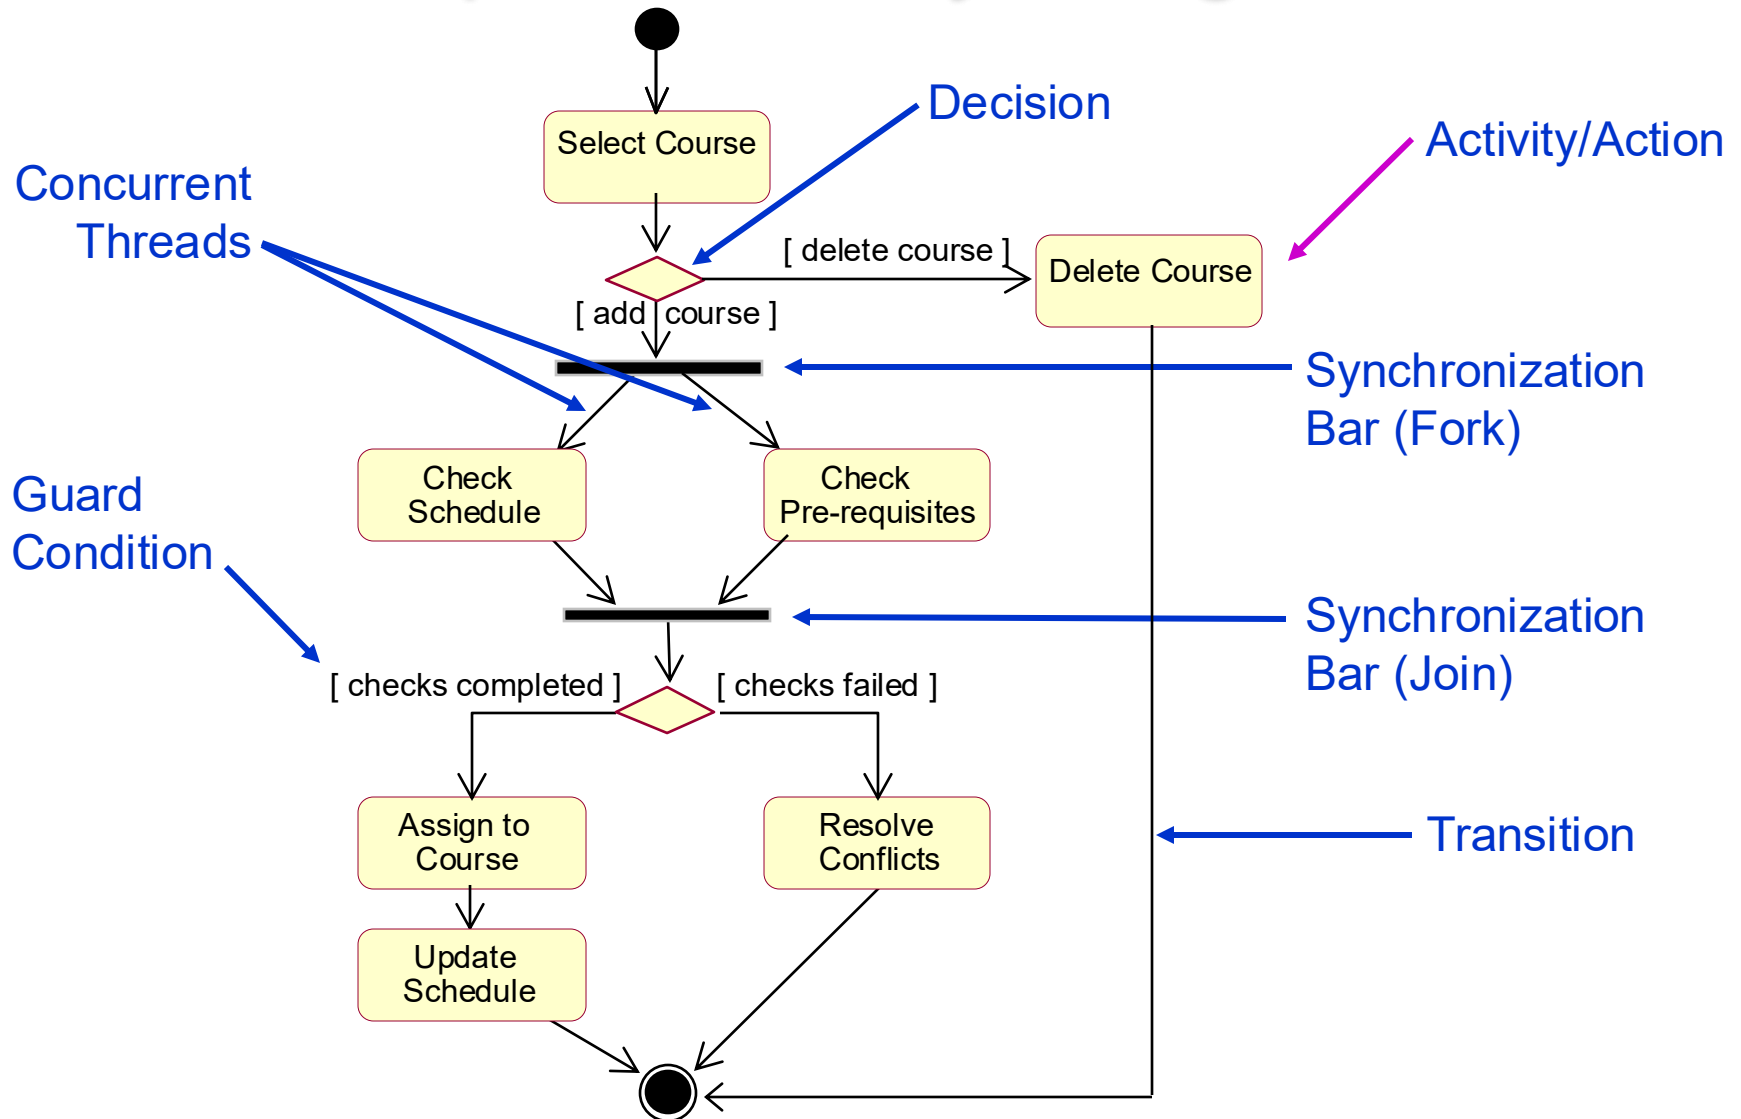 Select Course
Decision
Activity/Action
Concurrent
Threads
[ delete course ]
Delete Course
[ add course ]
Synchronization
Bar (Fork)
Check
Schedule
Check
Pre-requisites
Guard
Condition
Synchronization
Bar (Join)
[ checks completed ]
[ checks failed ]
Assign to
Course
Resolve
Conflicts
Transition
Update
Schedule